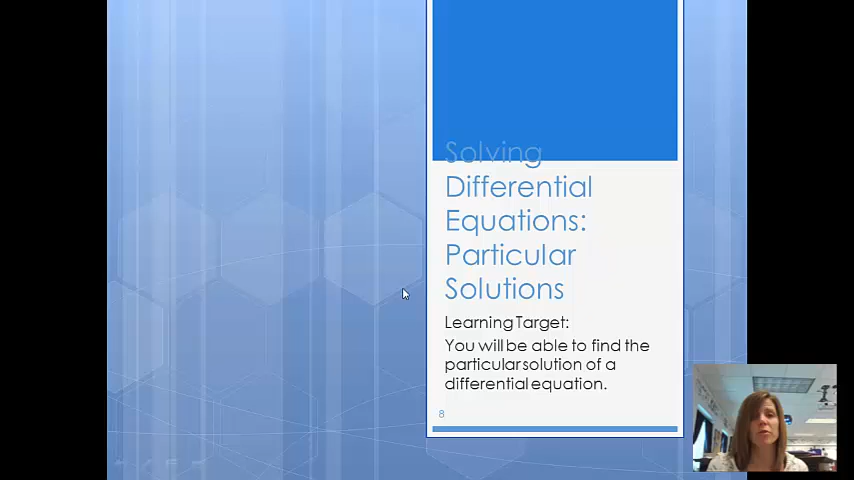 Solving
Differential
Equations:
Particular
Solutions
Learning Target:
You will be able to find the
particular solution of a
differential equation.
8